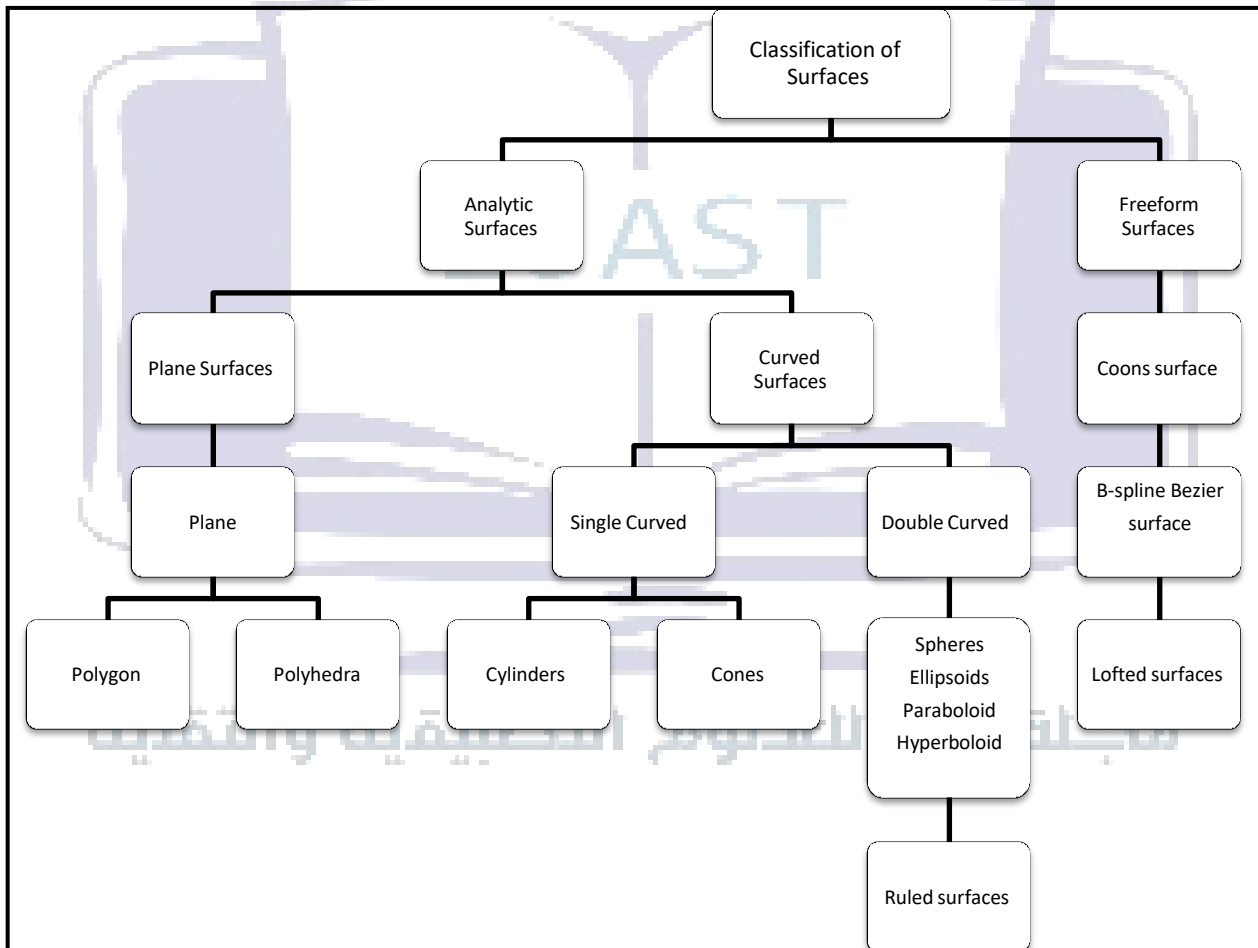 Classification of
Surfaces
Analytic
Surfaces
Freeform
Surfaces
AST
Plane Surfaces
Curved
Surfaces
Coons surface
Plane
Single Curved
Double Curved
B-spline Bezier
surface
Polygon
Polyhedra
Cylinders
Cones
Spheres
Ellipsoids
Paraboloid
Hyperboloid
Lofted surfaces
Ruled surfaces